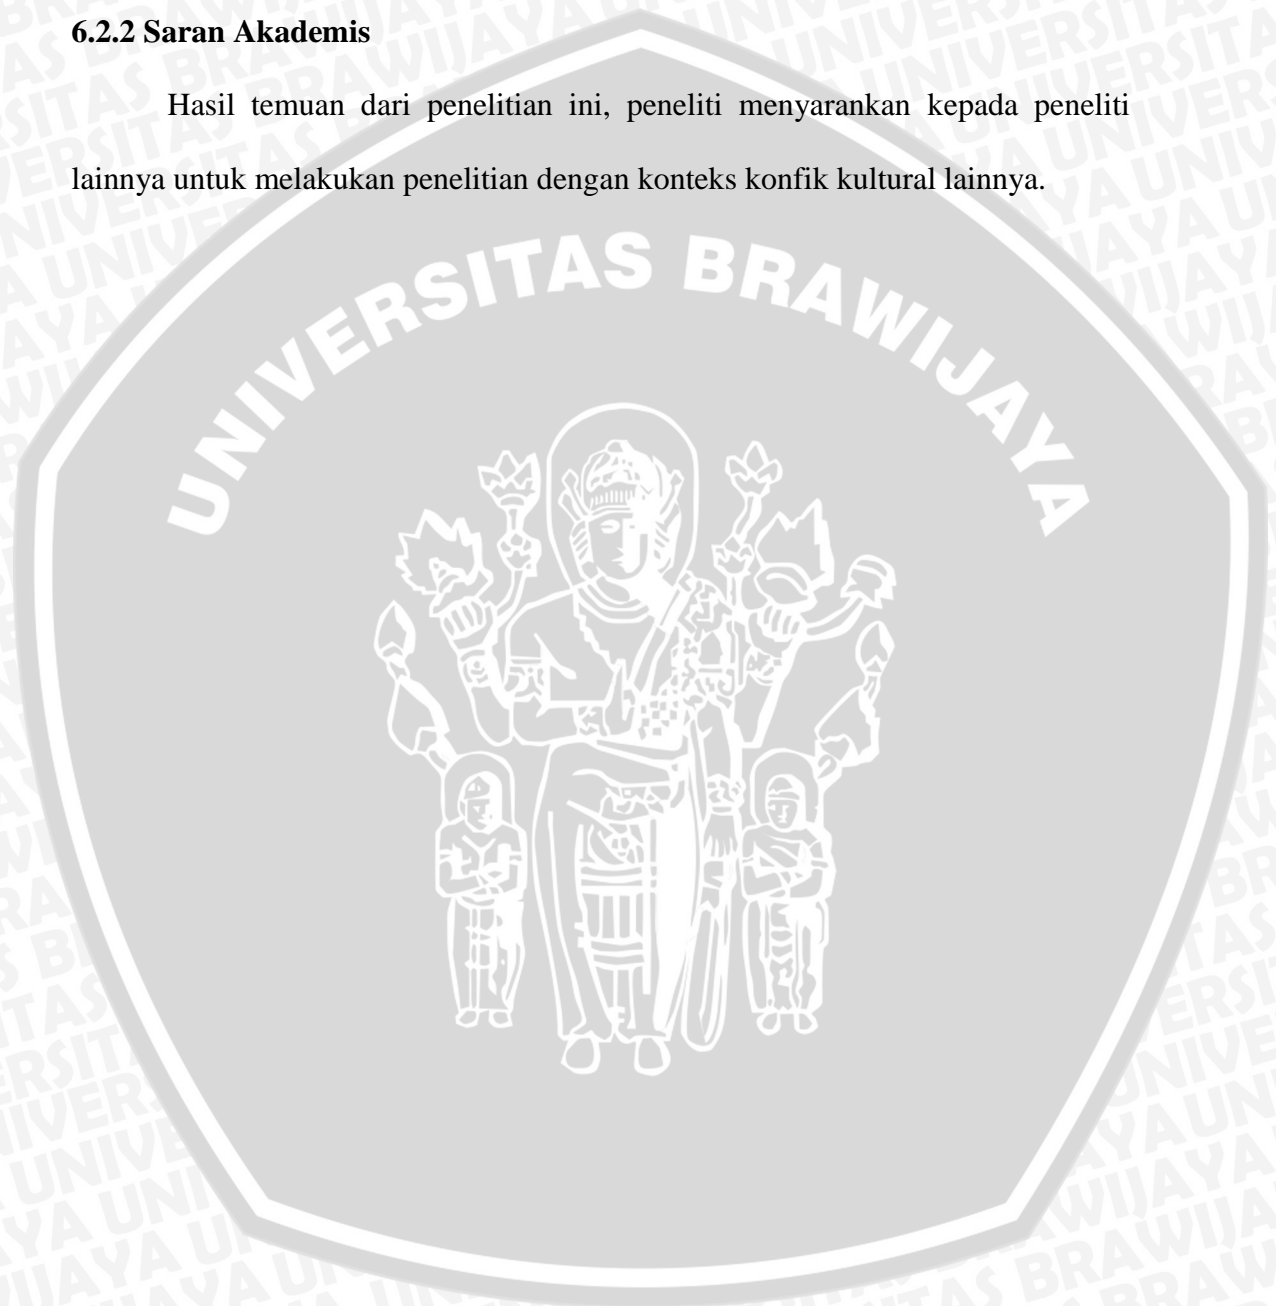 6.2.2 Saran Akademis
Hasil temuan dari penelitian ini, peneliti menyarankan kepada peneliti
lainnya untuk melakukan penelitian dengan konteks konfik kultural lainnya.
UNIVERSITAS BRAWIJAYA